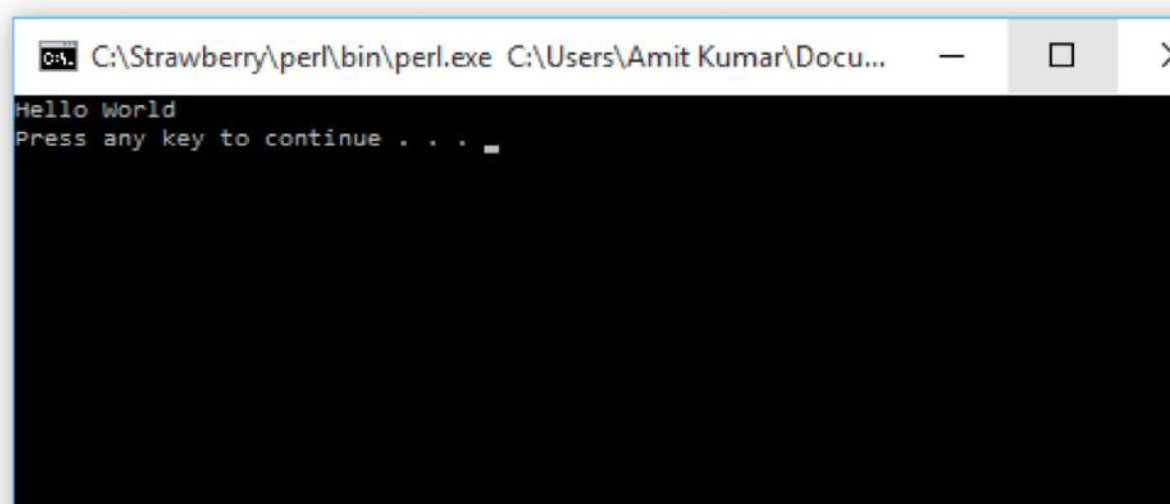 C:\Strawberry\perl\bin\perl.exe C:\Users\Amit Kumar\Docu...
Hello World
Press any key to continue . . .